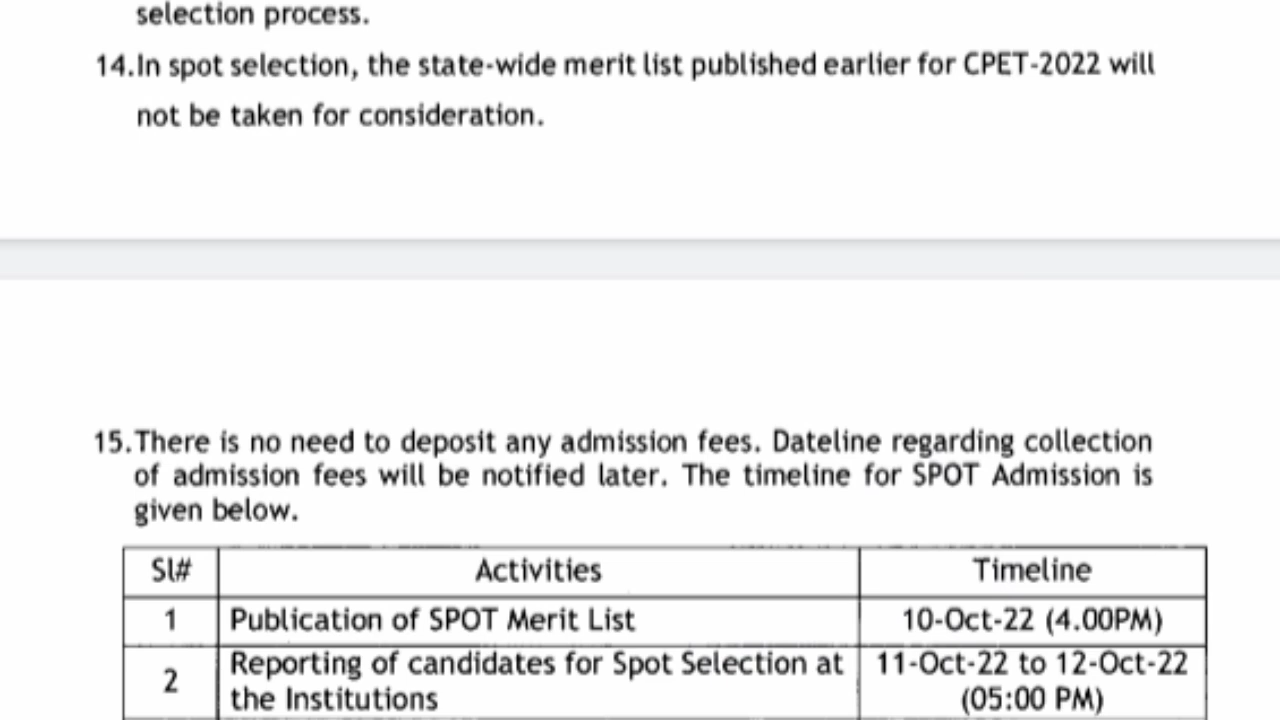 selection process.
14.In spot selection, the state-wide merit list published earlier for CPET-2022 will
not be taken for consideration.
15.There is no need to deposit any admission fees. Dateline regarding collection
of admission fees will be notified later. The timeline for SPOT Admission is
given below.
Sl# Activities Timeline
1 Publication of SPOT Merit List 10-Oct-22 (4.00PM)
2 Reporting of candidates for Spot Selection at the Institutions 11-Oct-22 to 12-Oct-22 (05:00 PM)